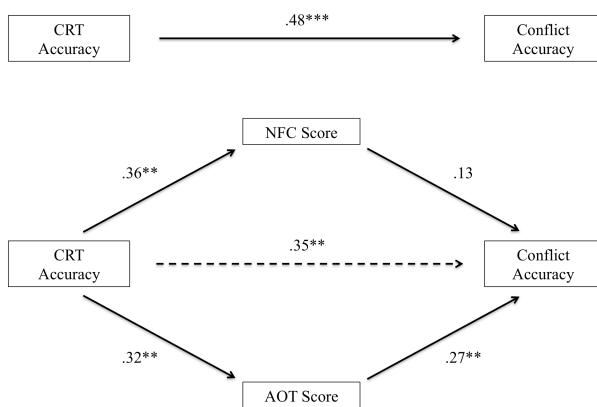 .48***
CRT
Accuracy
Conflict
Accuracy
NFC Score
.36**
.13
CRT
Accuracy
.35**
Conflict
Accuracy
.32**
.27**
AOT Score